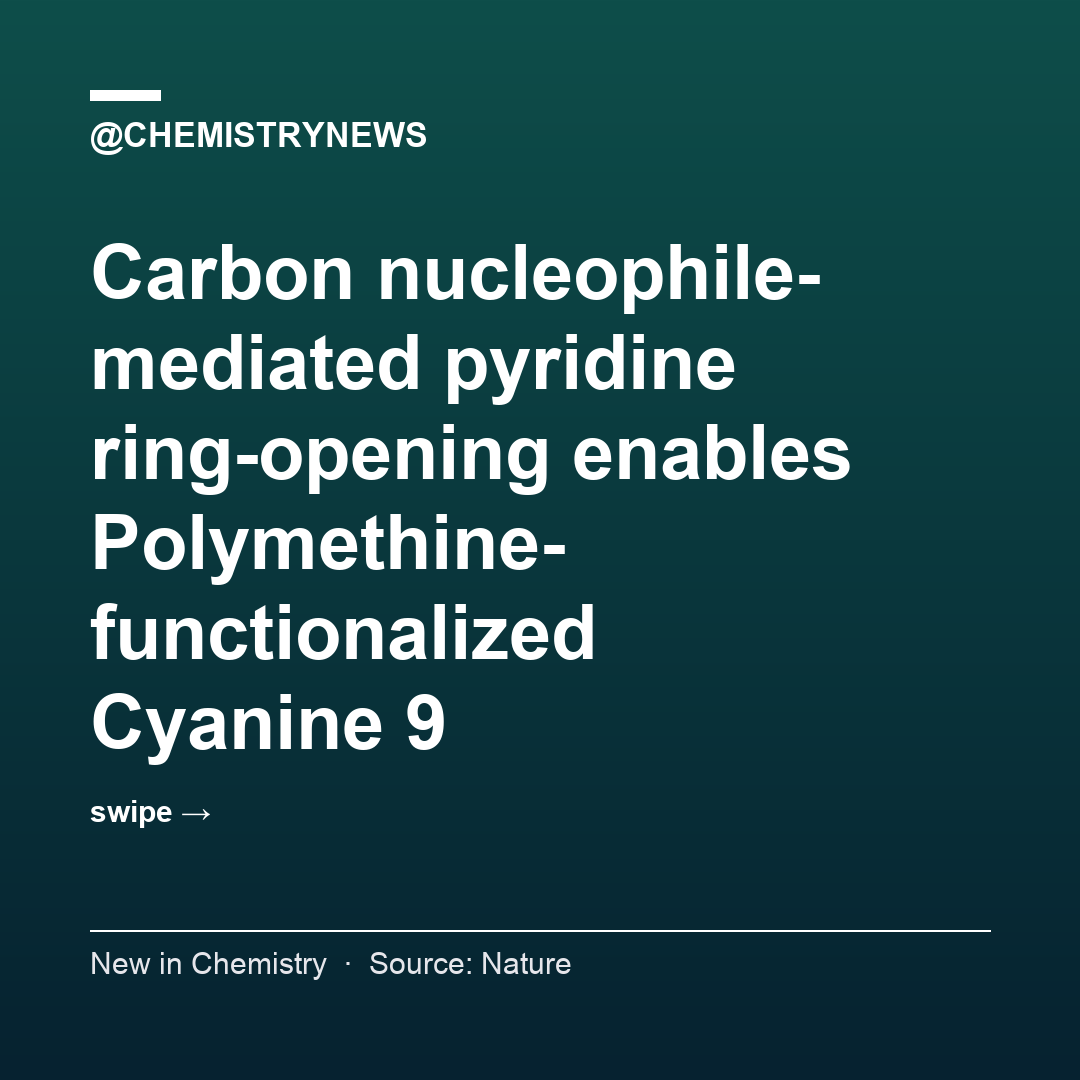 @CHEMISTRYNEWS
Carbon nucleophile-
mediated pyridine
ring-opening enables
Polymethine-
functionalized
Cyanine 9
swipe →
New in Chemistry · Source: Nature